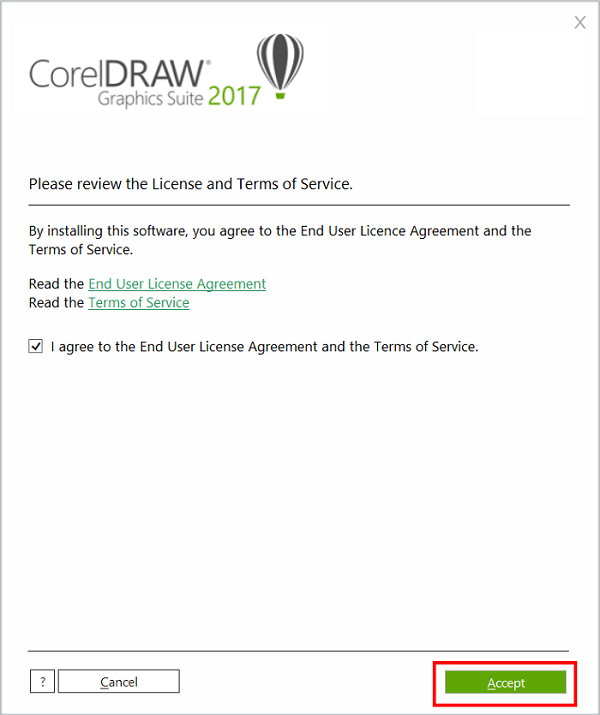 X
CorelDRAW®
Graphics Suite 2017
Please review the License and Terms of Service.
By installing this software, you agree to the End User Licence Agreement and the
Terms of Service.
Read the End User License Agreement
Read the Terms of Service
I agree to the End User License Agreement and the Terms of Service.
? Cancel Accept